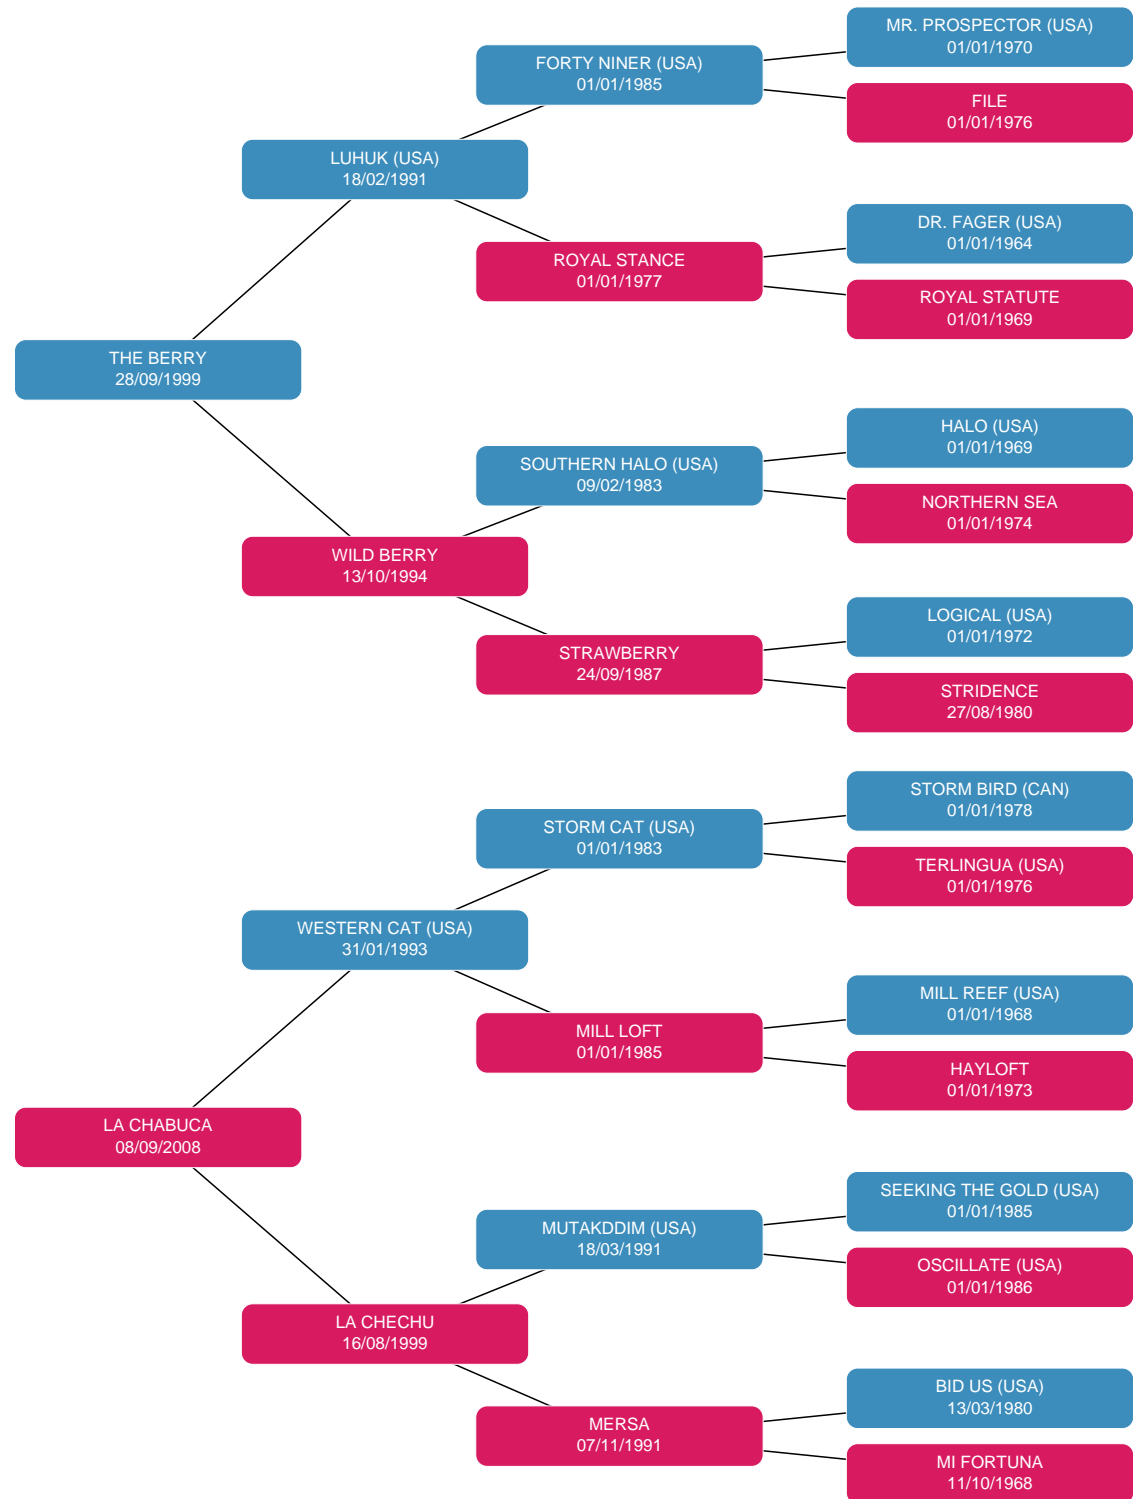 MR. PROSPECTOR (USA)
01/01/1970
FORTY NINER (USA)
01/01/1985
FILE
01/01/1976
LUHUK (USA)
18/02/1991
DR. FAGER (USA)
01/01/1964
ROYAL STANCE
01/01/1977
ROYAL STATUTE
01/01/1969
THE BERRY
28/09/1999
HALO (USA)
01/01/1969
SOUTHERN HALO (USA)
09/02/1983
NORTHERN SEA
01/01/1974
WILD BERRY
13/10/1994
LOGICAL (USA)
01/01/1972
STRAWBERRY
24/09/1987
STRIDENCE
27/08/1980
STORM BIRD (CAN)
01/01/1978
STORM CAT (USA)
01/01/1983
TERLINGUA (USA)
01/01/1976
WESTERN CAT (USA)
31/01/1993
MILL REEF (USA)
01/01/1968
MILL LOFT
01/01/1985
HAYLOFT
01/01/1973
LA CHABUCA
08/09/2008
SEEKING THE GOLD (USA)
01/01/1985
MUTAKDDIM (USA)
18/03/1991
OSCILLATE (USA)
01/01/1986
LA CHECHU
16/08/1999
BID US (USA)
13/03/1980
MERSA
07/11/1991
MI FORTUNA
11/10/1968